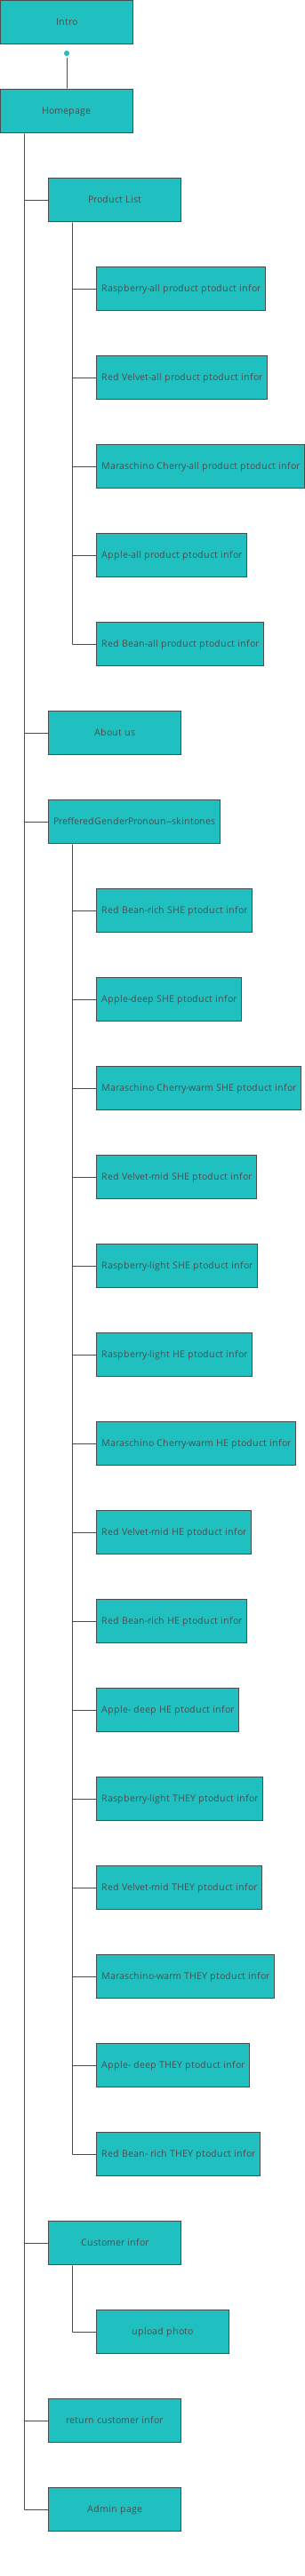 Intro
Homepage
Product List
Raspberry-all product ptoduct infor
Red Velvet-all product ptoduct infor
Maraschino Cherry-all product ptoduct infor
Apple-all product ptoduct infor
Red Bean-all product ptoduct infor
About us
PrefferedGenderPronoun--skintones
Red Bean-rich SHE ptoduct infor
Apple-deep SHE ptoduct infor
Maraschino Cherry-warm SHE ptoduct infor
Red Velvet-mid SHE ptoduct infor
Raspberry-light SHE ptoduct infor
Raspberry-light HE ptoduct infor
Maraschino Cherry-warm HE ptoduct infor
Red Velvet-mid HE ptoduct infor
Red Bean-rich HE ptoduct infor
Apple- deep HE ptoduct infor
Raspberry-light THEY ptoduct infor
Red Velvet-mid THEY ptoduct infor
Maraschino-warm THEY ptoduct infor
Apple- deep THEY ptoduct infor
Red Bean- rich THEY ptoduct infor
Customer infor
upload photo
return customer infor
Admin page